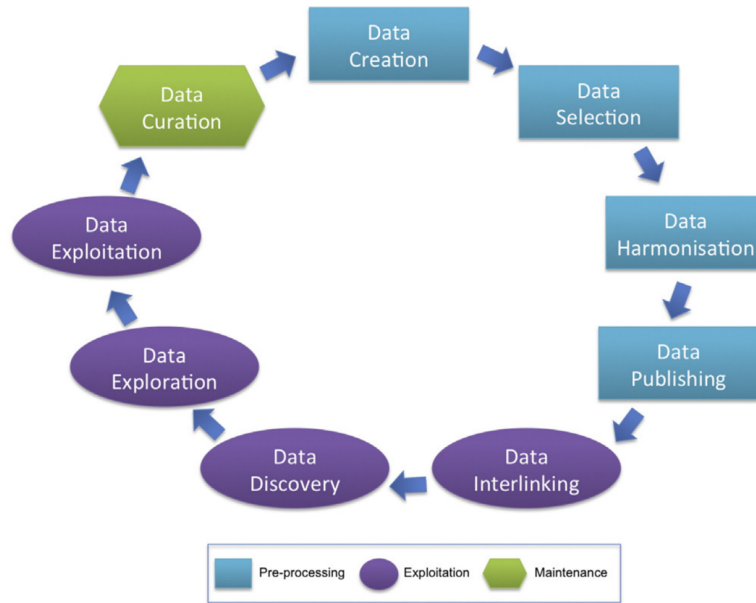 Data
Creation
Data
Selection
Data
Harmonisation
Data
Publishing
Data
Interlinking
Data
Discovery
Data
Exploration
Data
Exploitation
Data
Curation
Pre-processing
Exploitation
Maintenance